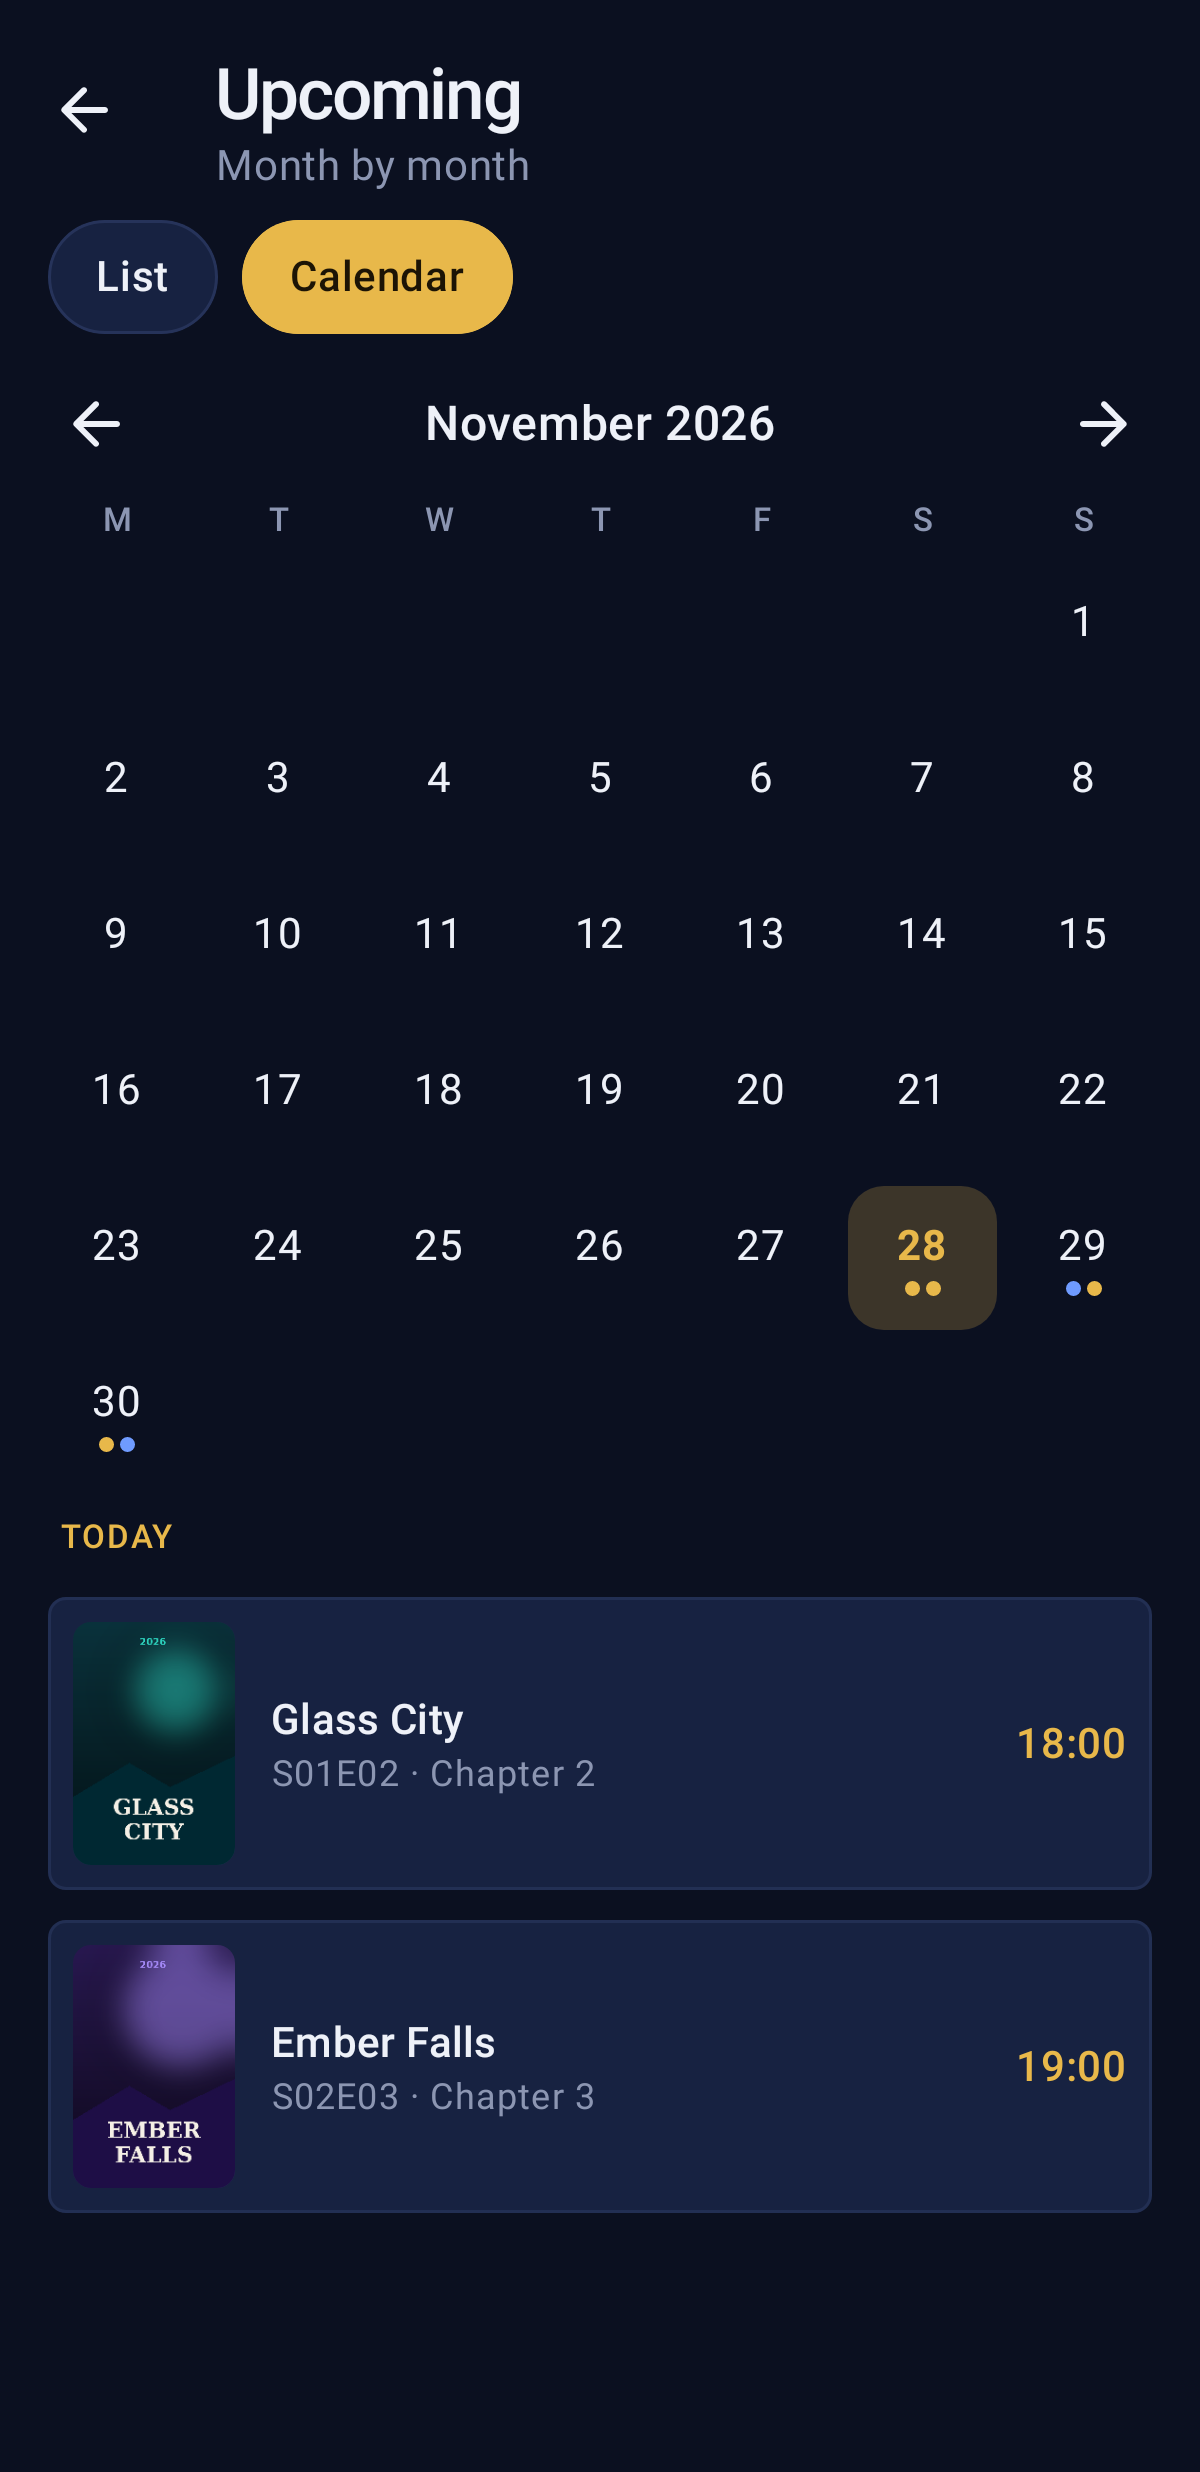 Upcoming
Month by month
List
Calendar
November 2026
M T W T F S S
1
2 3 4 5 6 7 8
9 10 11 12 13 14 15
16 17 18 19 20 21 22
23 24 25 26 27 28 29
30
TODAY
2026
GLASS
CITY
Glass City
S01E02 · Chapter 2
18:00
2026
EMBER
FALLS
Ember Falls
S02E03 · Chapter 3
19:00